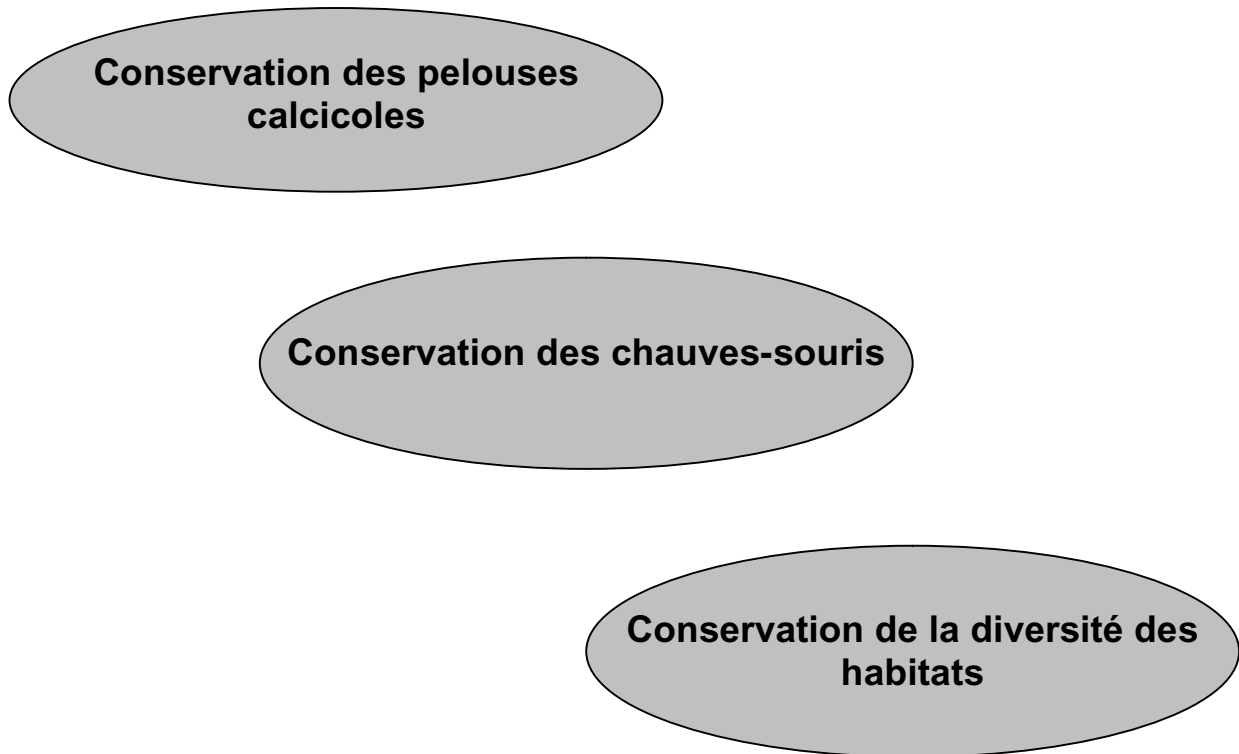 Conservation des pelouses
calcicoles
Conservation des chauves-souris
Conservation de la diversité des
habitats